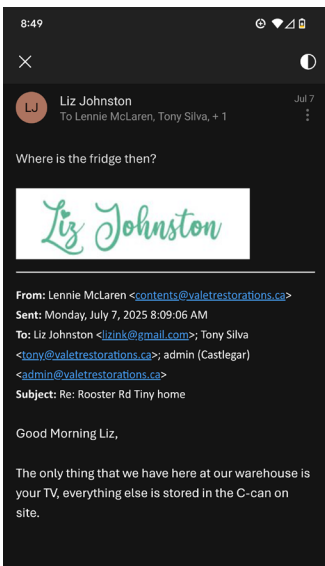 8:49
LJ
Liz Johnston
Jul 7
To Lennie McLaren, Tony Silva, + 1
Where is the fridge then?
Liz Johnston
From: Lennie McLaren <contents@valetrestorations.ca>
Sent: Monday, July 7, 2025 8:09:06 AM
To: Liz Johnston <lizink@gmail.com>; Tony Silva
<tony@valetrestorations.ca>; admin (Castlegar)
<admin@valetrestorations.ca>
Subject: Re: Rooster Rd Tiny home
Good Morning Liz,
The only thing that we have here at our warehouse is
your TV, everything else is stored in the C-can on
site.